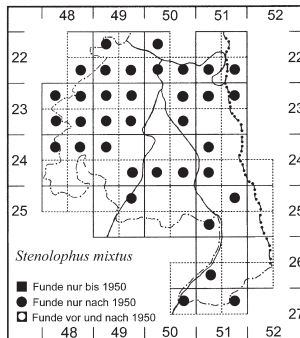 48 49 50 51 52
22 22
23 23
24 24
25 25
Stenolophus mixtus
26
Funde nur bis 1950
Funde nur nach 1950
Funde vor und nach 1950
48 49 50 51 27